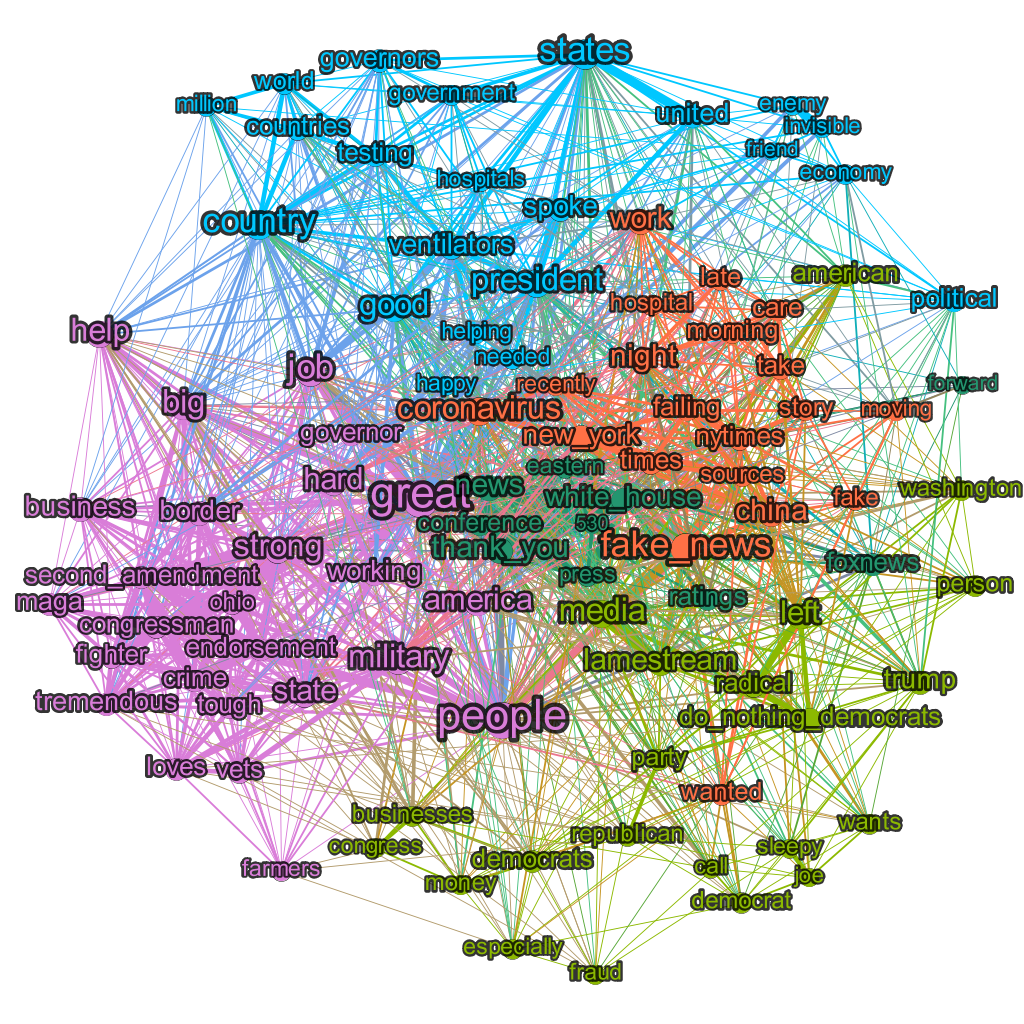 states
governors
world
government
million
enemy
united
countries
invisible
testing
friend
hospitals
economy
spoke
country
work
ventilators
president
late
american
good
hospital
care
political
help
helping
morning
needed
night
job
take
happy
recently
forward
big
coronavirus
failing
story
moving
governor
new_york
nytimes
eastern
times
hard
news
sources
great
white_house
fake
washington
business
border
conference
530
china
strong
thank_you
fake_news
second_amendment
working
press
foxnews
person
maga
ohio
america
media
ratings
left
congressman
fighter
endorsement
military
lamestream
crime
state
radical
trump
tremendous
tough
people
do_nothing_democrats
loves
vets
party
wanted
businesses
republican
wants
congress
democrats
sleepy
farmers
money
call
joe
democrat
especially
fraud